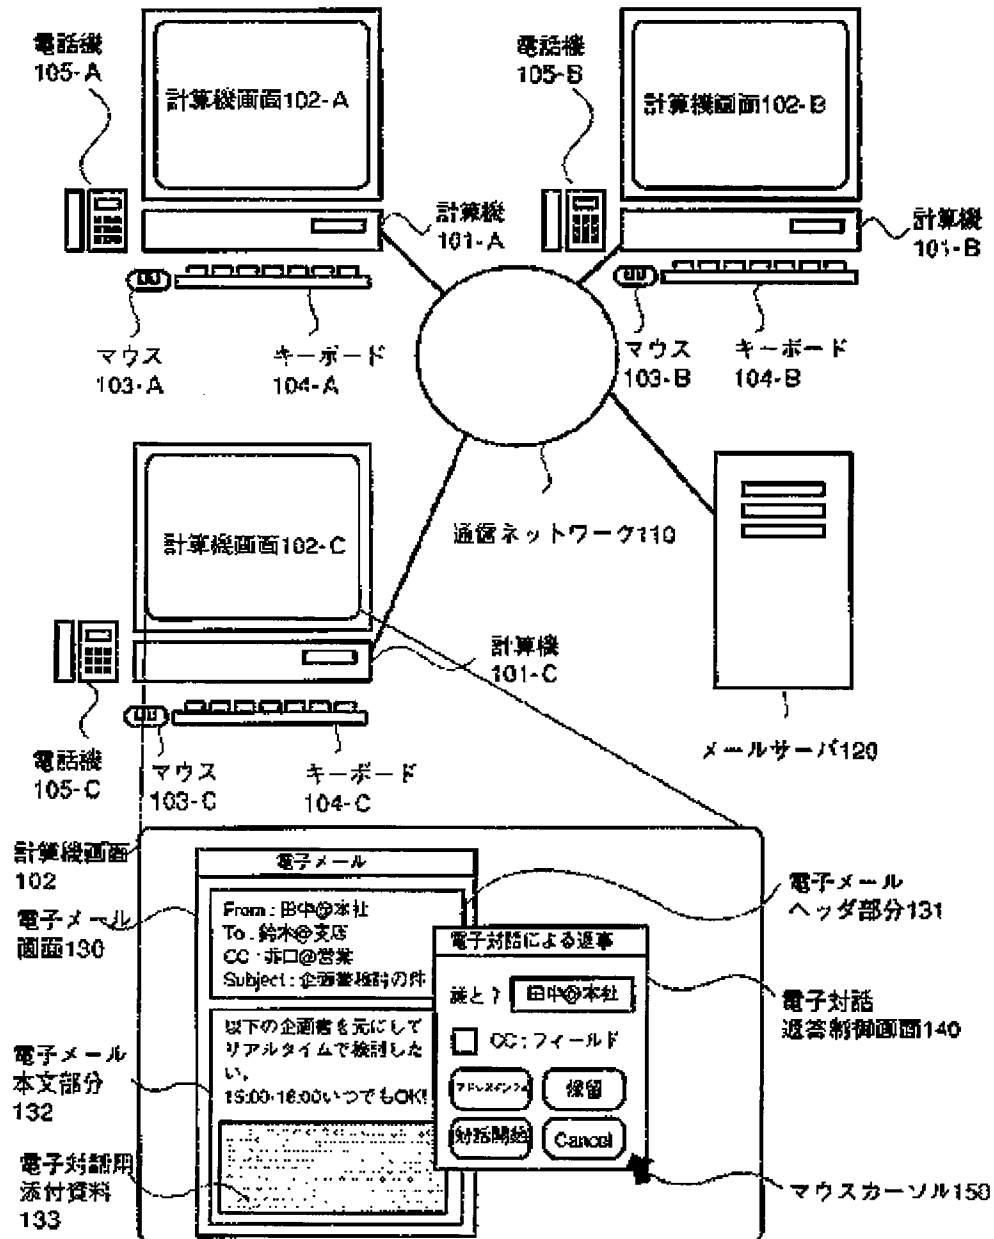 電話機
105-A
計算機画面102-A
電話機
105-B
計算機画面102-B
計算機
101-A
計算機
101-B
マウス
103-A
キーボード
104-A
マウス
103-B
キーボード
104-B
計算機画面102-C
通信ネットワーク110
計算機
101-C
メールサーバ120
電話機
105-C
マウス
103-C
キーボード
104-C
計算機画面
102
電子メール
電子メール
画面130
電子メール
ヘッダ部分131
From : 田中@本社
To : 鈴木@支店
CC : 赤口@営業
Subject : 企画書検討の件
電子対話による返事
誰と?
田中@本社
CC : フィールド
保留
対話開始
Cancel
電子対話
返答制御画面140
以下の企画書を元にして
リアルタイムで検討した
い。
15:00-16:00いつでもOK!
電子メール
本文部分
132
電子対話用
添付資料
133
マウスカーソル150